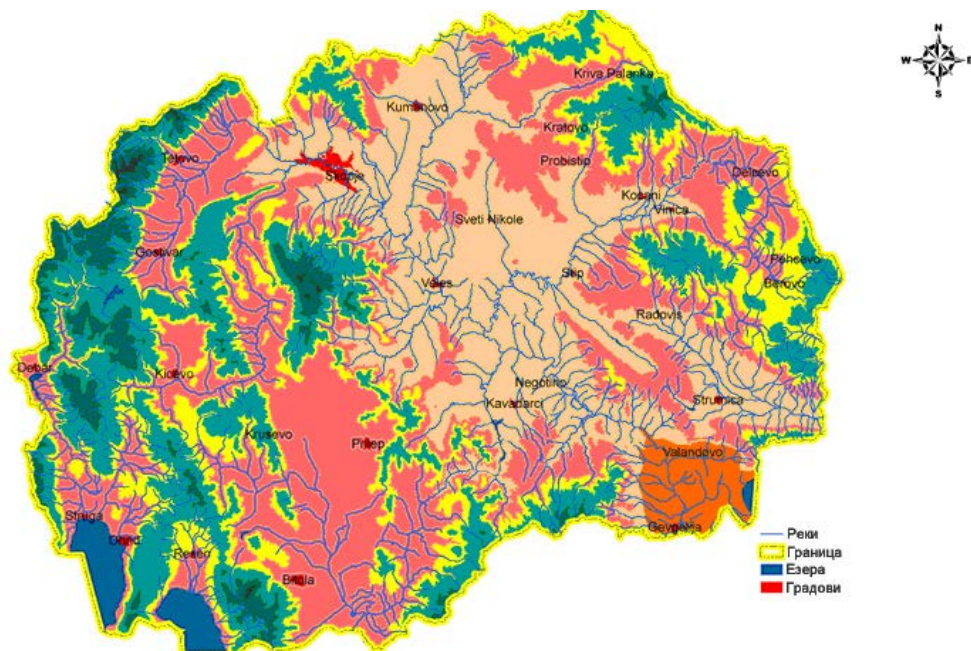 N
W E
S
Kriva Palanka
Kumanovo
Kratovo
Tetovo
Probistip
Skopje
Delcevo
Kocani
Vinica
Sveti Nikole
Gostivar
Pehcevo
Stip
Veles
Berovo
Radovis
Debar
Kicevo
Negotino
Kavadarci
Strumica
Krusevo
Prilep
Valandovo
Struga
Gevgelija
Ohrid
Resen
Bitola
Реки
Граница
Езера
Градови